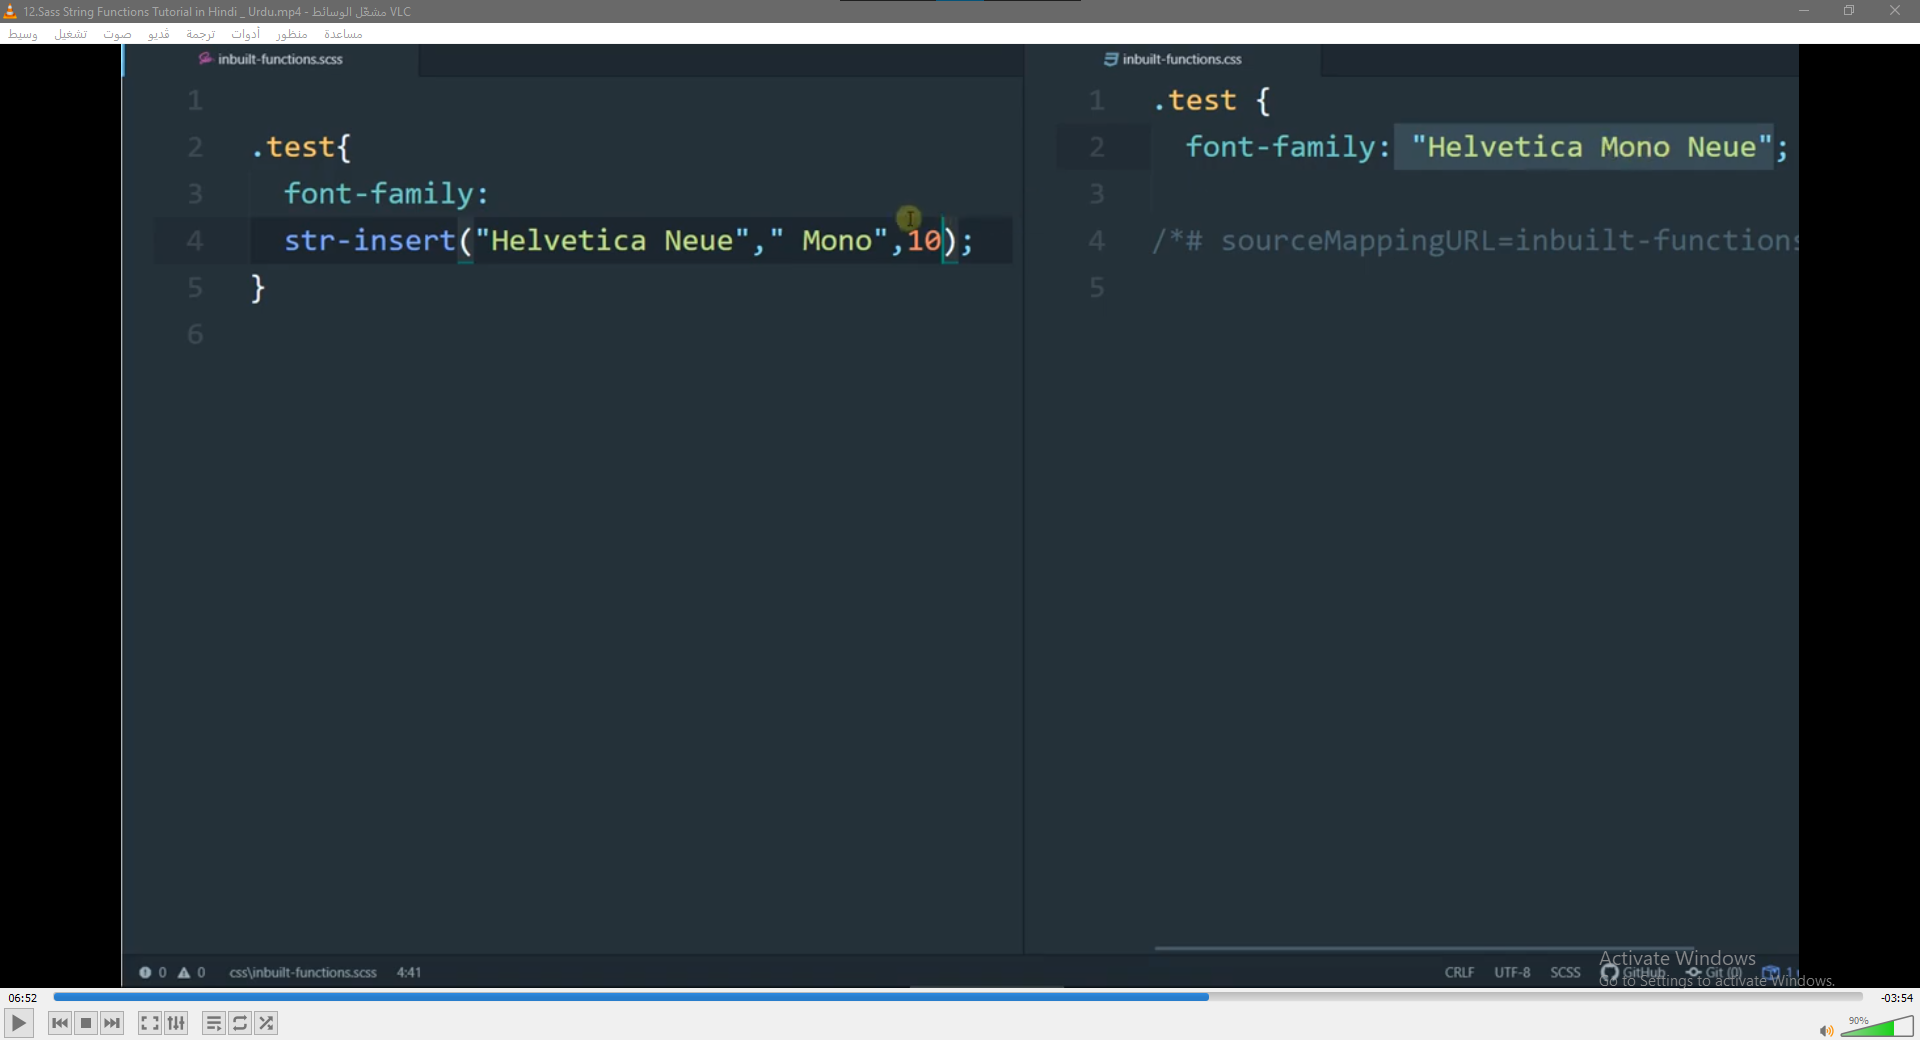 12.Sass String Functions Tutorial in Hindi _ Urdu.mp4 - مشغّل الوسائط VLC
وسيط تشغيل صوت ڤديو ترجمة أدوات منظور مساعدة
inbuilt-functions.scss
1
2 .test{
3 font-family:
4 str-insert("Helvetica Neue"," Mono",10);
5 }
6
inbuilt-functions.css
1 .test {
2 font-family: "Helvetica Mono Neue";
3
4 /*# sourceMappingURL=inbuilt-functions
5
0 0 css\inbuilt-functions.scss 4:41
CRLF UTF-8 SCSS GitHub Git (0) 1
Activate Windows
Go to Settings to activate Windows.
06:52
-03:54
90%